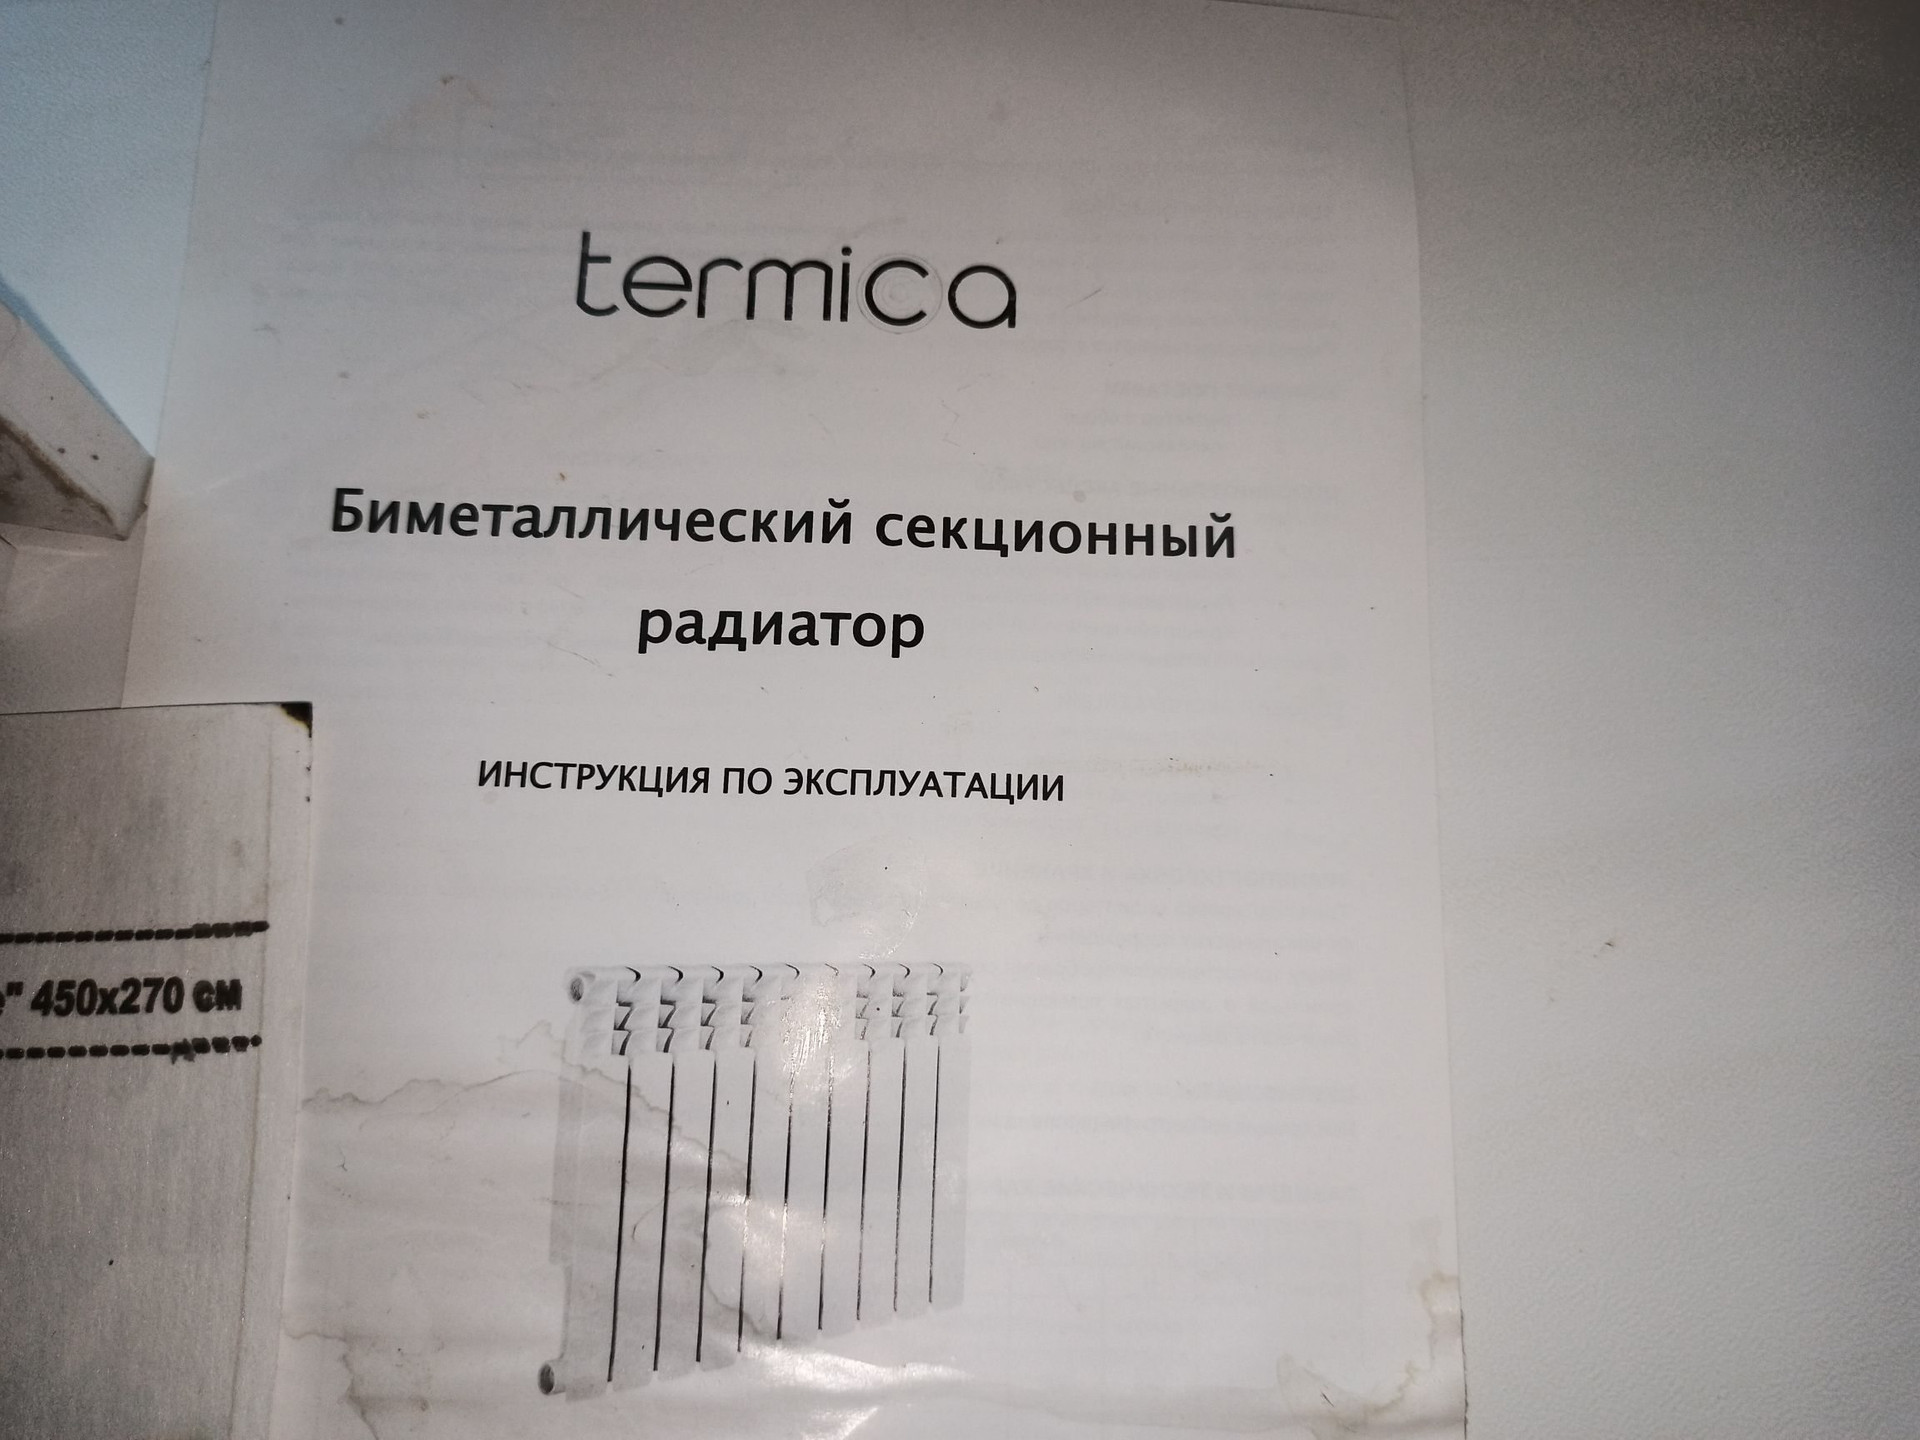 termica
Биметаллический секционный
радиатор
ИНСТРУКЦИЯ ПО ЭКСПЛУАТАЦИИ
450x270 см